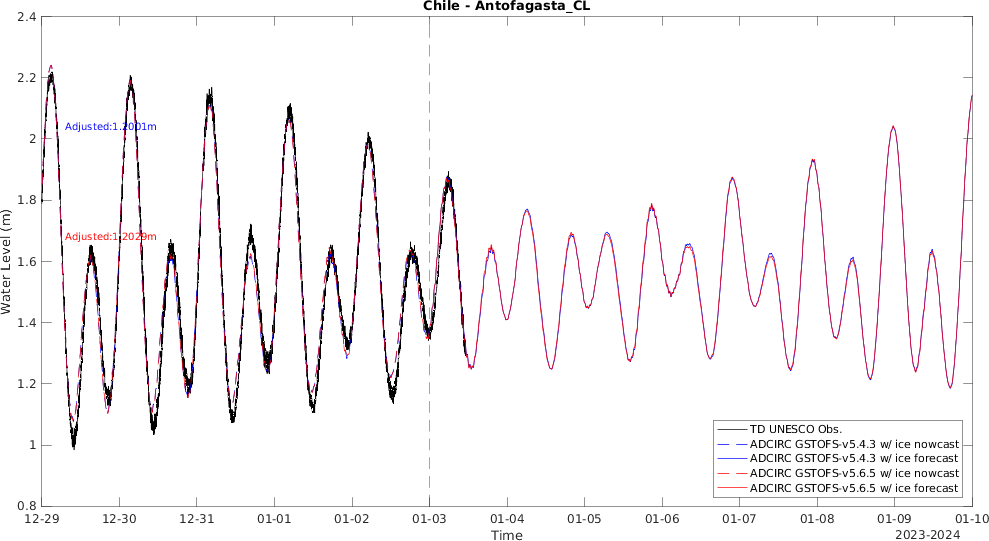 Chile - Antofagasta_CL
2.4
2.2
2
1.8
1.6
1.4
1.2
1
0.8
Water Level (m)
Adjusted:1.2001m
Adjusted:1.2029m
TD UNESCO Obs.
ADCIRC GSTOFS-v5.4.3 w/ ice nowcast
ADCIRC GSTOFS-v5.4.3 w/ ice forecast
ADCIRC GSTOFS-v5.6.5 w/ ice nowcast
ADCIRC GSTOFS-v5.6.5 w/ ice forecast
12-29 12-30 12-31 01-01 01-02 01-03 01-04 01-05 01-06 01-07 01-08 01-09 01-10
Time
2023-2024